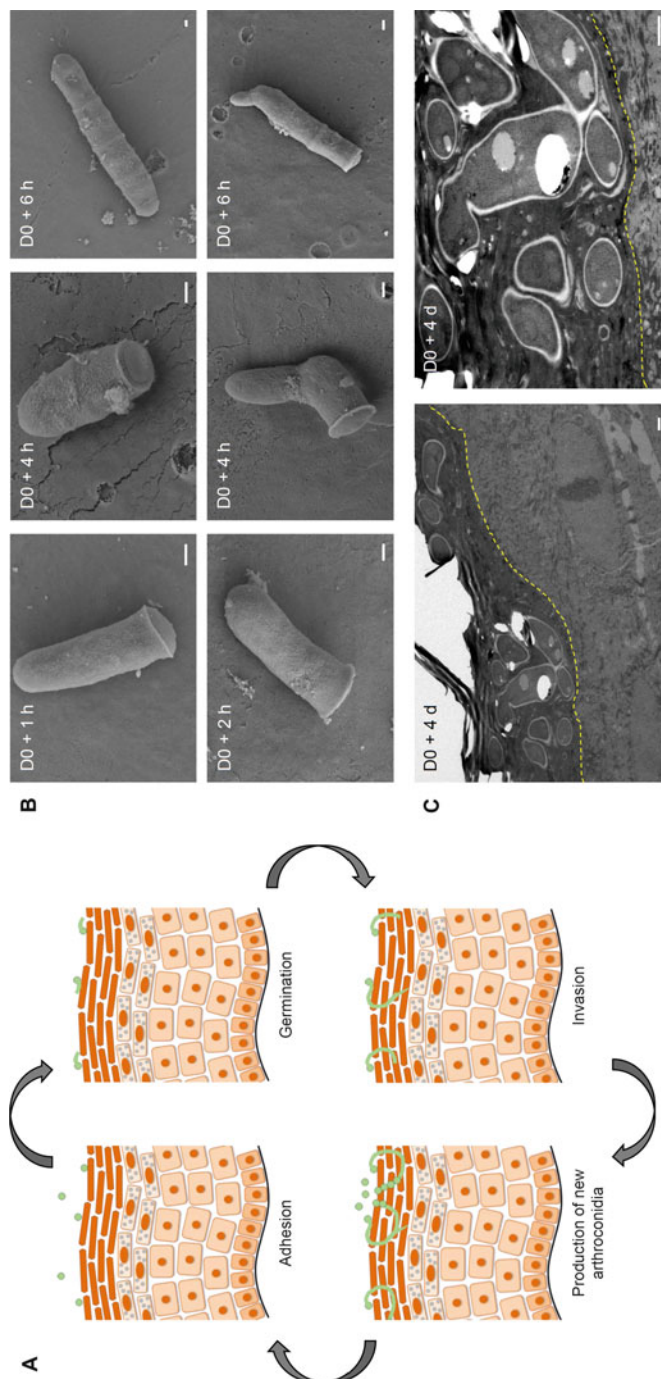 A
Adhesion
Germination
Production of new
arthroconidia
Invasion
B
D0 + 1 h
D0 + 4 h
D0 + 6 h
D0 + 2 h
D0 + 4 h
D0 + 6 h
C
D0 + 4 d
D0 + 4 d